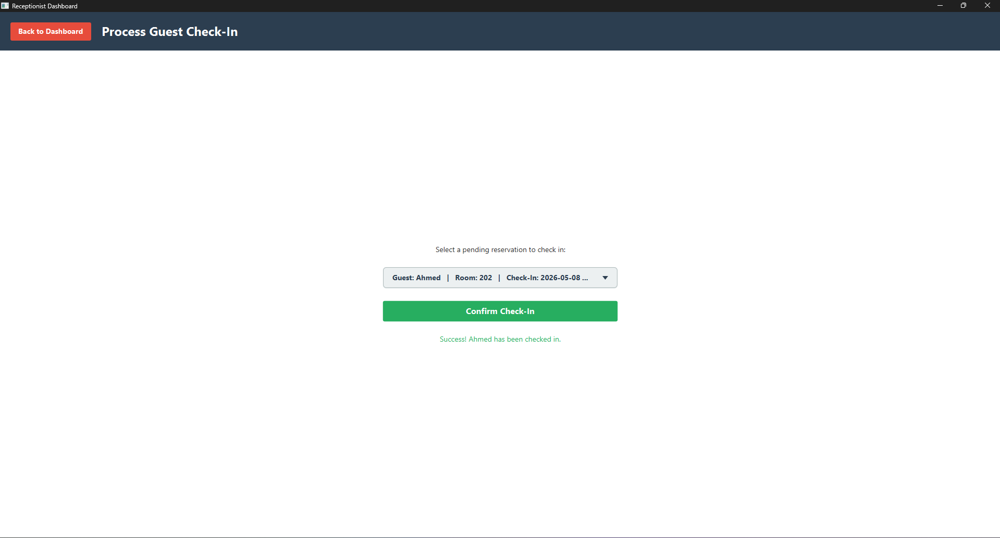 Receptionist Dashboard
Back to Dashboard Process Guest Check-In
Select a pending reservation to check in:
Guest: Ahmed | Room: 202 | Check-In: 2026-05-08 ...
Confirm Check-In
Success! Ahmed has been checked in.